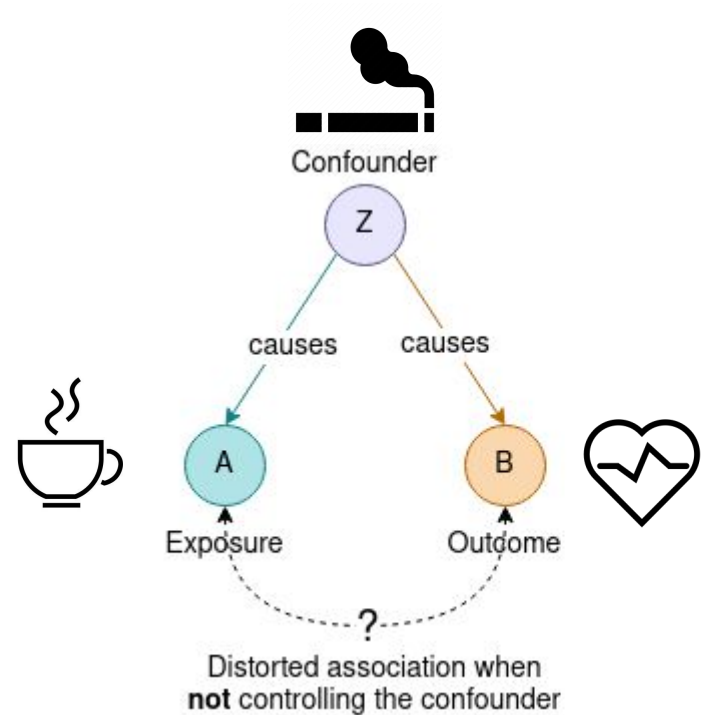 Confounder
Z
causes
causes
A
B
Exposure
Outcome
?
Distorted association when
not controlling the confounder